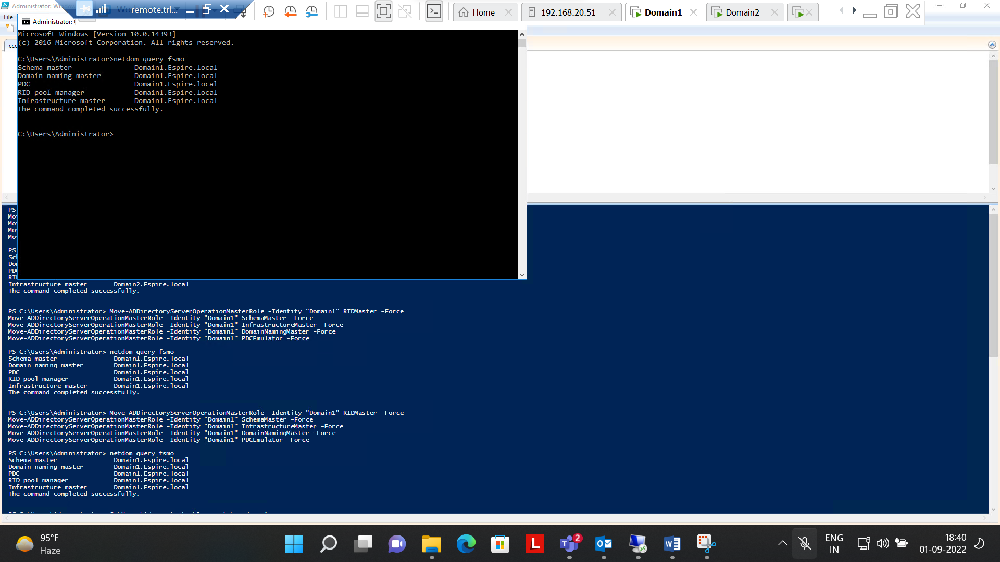 Administrator: Window
remote.trl...
Home
192.168.20.51
Domain1
Domain2
File
Administrator:
Microsoft Windows [Version 10.0.14393]
(c) 2016 Microsoft Corporation. All rights reserved.
C:\Users\Administrator>netdom query fsmo
Schema master Domain1.Espire.local
Domain naming master Domain1.Espire.local
PDC Domain1.Espire.local
RID pool manager Domain1.Espire.local
Infrastructure master Domain1.Espire.local
The command completed successfully.
C:\Users\Administrator>
PS
Mov
Mov
Mov
Mov
PS
Infrastructure master Domain2.Espire.local
The command completed successfully.
PS C:\Users\Administrator> Move-ADDirectoryServerOperationMasterRole -Identity "Domain1" RIDMaster -Force
Move-ADDirectoryServerOperationMasterRole -Identity "Domain1" SchemaMaster -Force
Move-ADDirectoryServerOperationMasterRole -Identity "Domain1" InfrastructureMaster -Force
Move-ADDirectoryServerOperationMasterRole -Identity "Domain1" DomainNamingMaster -Force
Move-ADDirectoryServerOperationMasterRole -Identity "Domain1" PDCEmulator -Force
PS C:\Users\Administrator> netdom query fsmo
Schema master Domain1.Espire.local
Domain naming master Domain1.Espire.local
PDC Domain1.Espire.local
RID pool manager Domain1.Espire.local
Infrastructure master Domain1.Espire.local
The command completed successfully.
PS C:\Users\Administrator> Move-ADDirectoryServerOperationMasterRole -Identity "Domain1" RIDMaster -Force
Move-ADDirectoryServerOperationMasterRole -Identity "Domain1" SchemaMaster -Force
Move-ADDirectoryServerOperationMasterRole -Identity "Domain1" InfrastructureMaster -Force
Move-ADDirectoryServerOperationMasterRole -Identity "Domain1" DomainNamingMaster -Force
Move-ADDirectoryServerOperationMasterRole -Identity "Domain1" PDCEmulator -Force
PS C:\Users\Administrator> netdom query fsmo
Schema master Domain1.Espire.local
Domain naming master Domain1.Espire.local
PDC Domain1.Espire.local
RID pool manager Domain1.Espire.local
Infrastructure master Domain1.Espire.local
The command completed successfully.
95°F
Haze
2
ENG
IN
18:40
01-09-2022